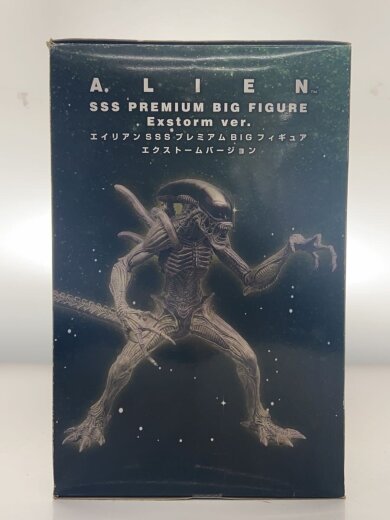 ALIEN™
SSS PREMIUM BIG FIGURE
Exstorm ver.
エイリアンSSSプレミアムBIGフィギュア
エクストームバージョン